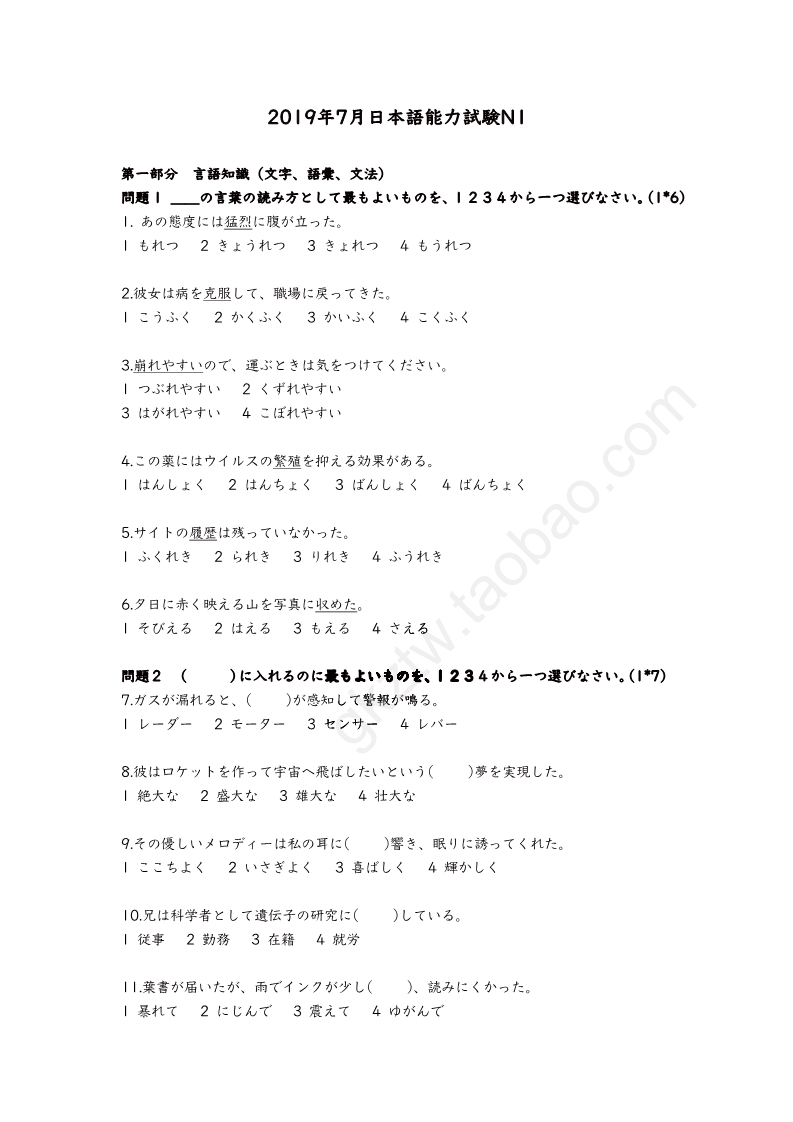 2019年7月日本語能力試験N1
第一部分　言語知識（文字、語彙、文法）
問題1 ___の言葉の読み方として最もよいものを、1 2 3 4から一つ選びなさい。(1*6)
1. あの態度には猛烈に腹が立った。
1 もれつ　2 きょうれつ　3 きょれつ　4 もうれつ
2.彼女は病を克服して、職場に戻ってきた。
1 こうふく　2 かくふく　3 かいふく　4 こくふく
3.崩れやすいので、運ぶときは気をつけてください。
1 つぶれやすい　2 くずれやすい
3 はがれやすい　4 こぼれやすい
4.この薬にはウイルスの繁殖を抑える効果がある。
1 はんしょく　2 はんちょく　3 ばんしょく　4 ばんちょく
5.サイトの履歴は残っていなかった。
1 ふくれき　2 られき　3 りれき　4 ふうれき
6.夕日に赤く映える山を写真に収めた。
1 そびえる　2 はえる　3 もえる　4 さえる
問題2　(　　　)に入れるのに最もよいものを、1 2 3 4から一つ選びなさい。(1*7)
7.ガスが漏れると、(　　)が感知して警報が鳴る。
1 レーダー　2 モーター　3 センサー　4 レバー
8.彼はロケットを作って宇宙へ飛ばしたいという(　　)夢を実現した。
1 絶大な　2 盛大な　3 雄大な　4 壮大な
9.その優しいメロディーは私の耳に(　　)響き、眠りに誘ってくれた。
1 ここちよく　2 いさぎよく　3 喜ばしく　4 輝かしく
10.兄は科学者として遺伝子の研究に(　　)している。
1 従事　2 勤務　3 在籍　4 就労
11.葉書が届いたが、雨でインクが少し(　　)、読みにくかった。
1 暴れて　2 にじんで　3 震えて　4 ゆがんで